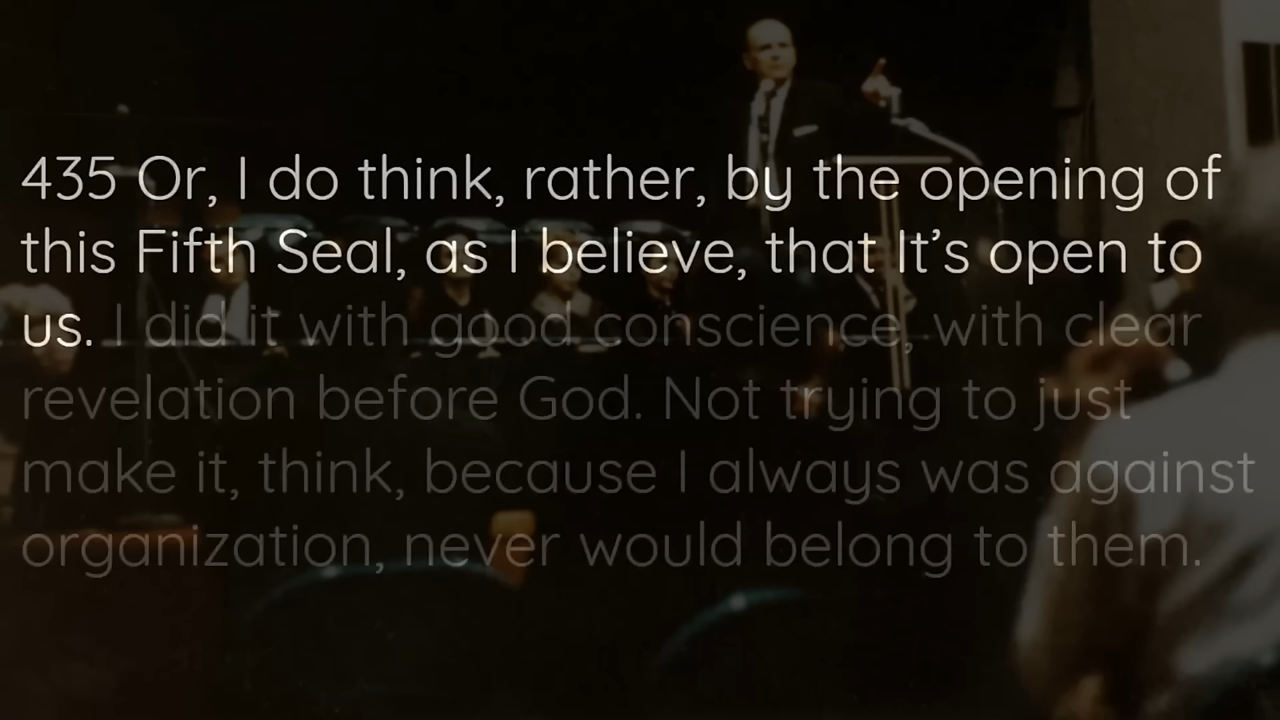 435 Or, I do think, rather, by the opening of
this Fifth Seal, as I believe, that It’s open to
us. I did it with good conscience, with clear
revelation before God. Not trying to just
make it, think, because I always was against
organization, never would belong to them.